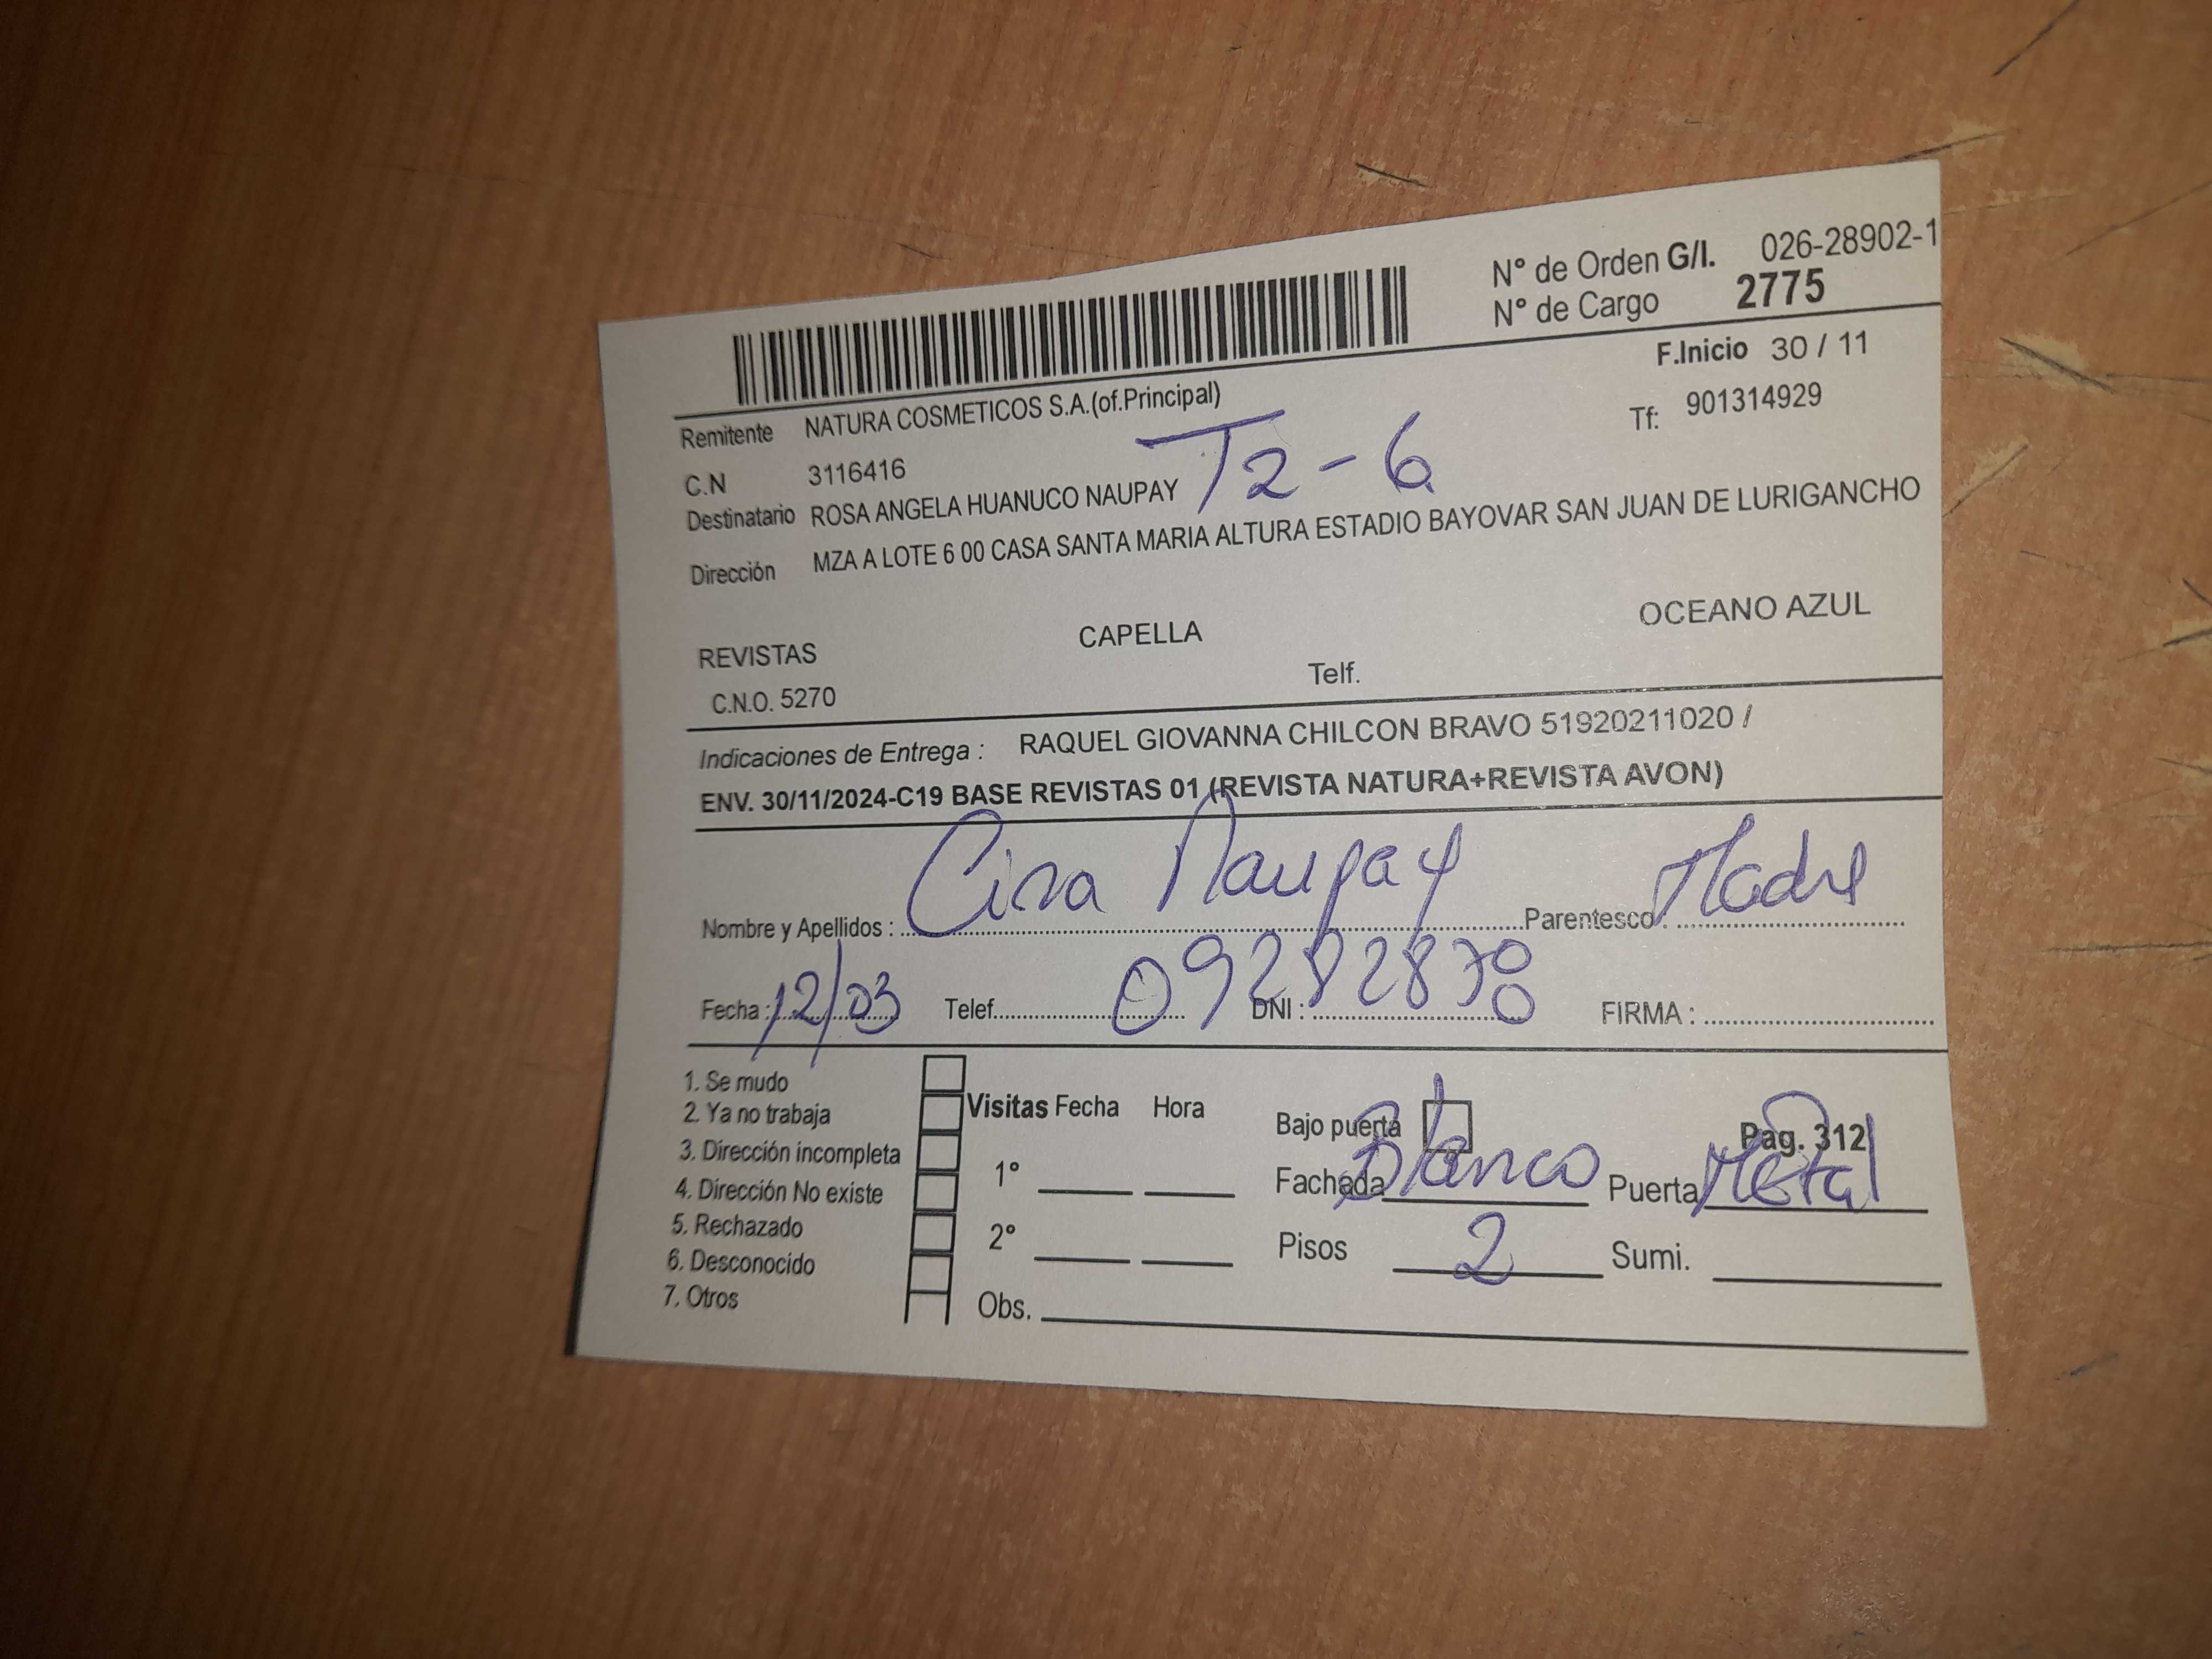 N° de Orden G/I. 026-28902-1
N° de Cargo 2775
F.Inicio 30 / 11
Remitente NATURA COSMETICOS S.A.(of.Principal) Tf: 901314929
C.N 3116416 T2-6
Destinatario ROSA ANGELA HUANUCO NAUPAY
Dirección MZA A LOTE 6 00 CASA SANTA MARIA ALTURA ESTADIO BAYOVAR SAN JUAN DE LURIGANCHO
REVISTAS CAPELLA OCEANO AZUL
C.N.O. 5270 Telf.
Indicaciones de Entrega : RAQUEL GIOVANNA CHILCON BRAVO 51920211020 /
ENV. 30/11/2024-C19 BASE REVISTAS 01 (REVISTA NATURA+REVISTA AVON)
Nombre y Apellidos : Naupay Parentesco : Madre
Fecha : 12/03 Telef. DNI : FIRMA :
1. Se mudo
2. Ya no trabaja Visitas Fecha Hora Bajo puerta Pag. 312
3. Dirección incompleta 1° Fachada Blanco Puerta Metal
4. Dirección No existe
5. Rechazado 2° Pisos 2 Sumi.
6. Desconocido
7. Otros Obs.